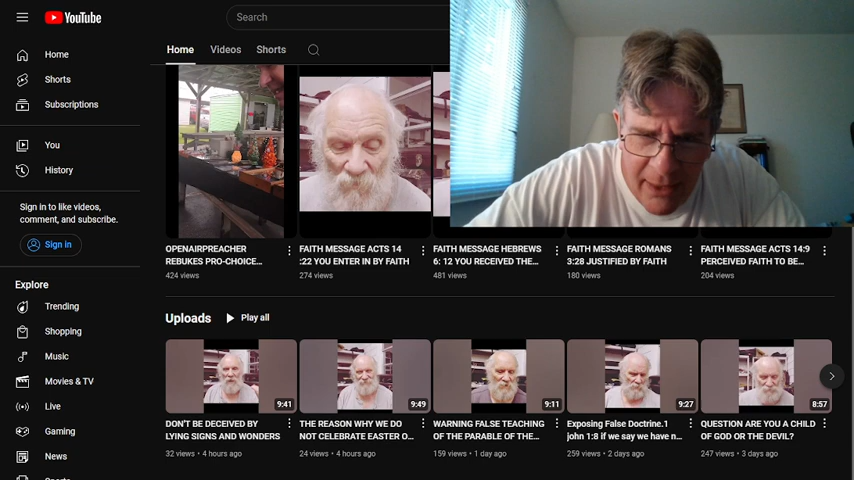 YouTube
Search
Home
Videos
Shorts
Home
Shorts
Subscriptions
You
History
Sign in to like videos,
comment, and subscribe.
Sign in
Explore
Trending
Shopping
Music
Movies & TV
Live
Gaming
News
OPENAIRPREACHER
REBUKES PRO-CHOICE...
424 views
FAITH MESSAGE ACTS 14
:22 YOU ENTER IN BY FAITH
274 views
FAITH MESSAGE HEBREWS
6: 12 YOU RECEIVED THE...
481 views
FAITH MESSAGE ROMANS
3:28 JUSTIFIED BY FAITH
180 views
FAITH MESSAGE ACTS 14:9
PERCEIVED FAITH TO BE...
204 views
Uploads
Play all
9:41
DON'T BE DECEIVED BY
LYING SIGNS AND WONDERS
32 views • 4 hours ago
9:49
THE REASON WHY WE DO
NOT CELEBRATE EASTER O...
24 views • 4 hours ago
9:11
WARNING FALSE TEACHING
OF THE PARABLE OF THE...
159 views • 1 day ago
9:27
Exposing False Doctrine.1
john 1:8 if we say we have n...
259 views • 2 days ago
8:57
QUESTION ARE YOU A CHILD
OF GOD OR THE DEVIL?
247 views • 3 days ago